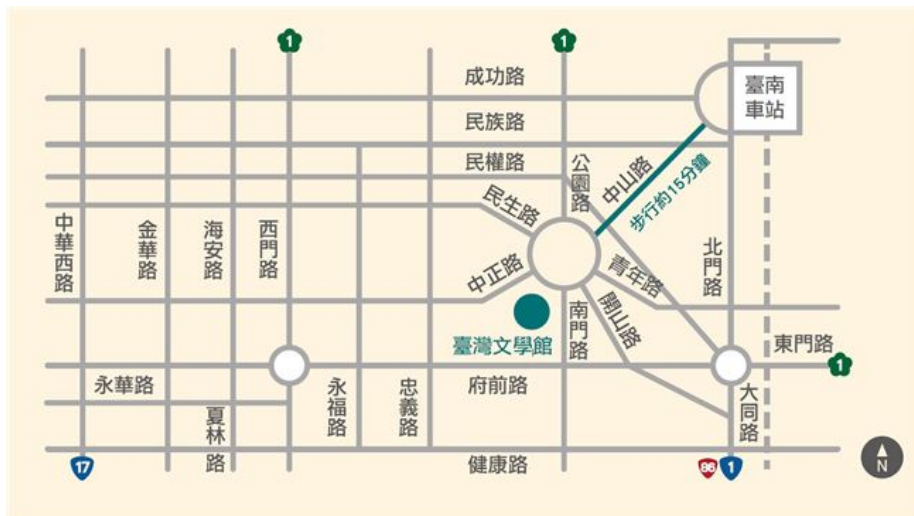 1
1
成功路
臺南
車站
民族路
民權路
公園路
中山路
步行約15分鐘
民生路
中華西路
金華路
海安路
西門路
北門路
中正路
青年路
開山路
南門路
臺灣文學館
東門路
1
永華路
夏林路
永福路
忠義路
府前路
大同路
17
健康路
86
1
N